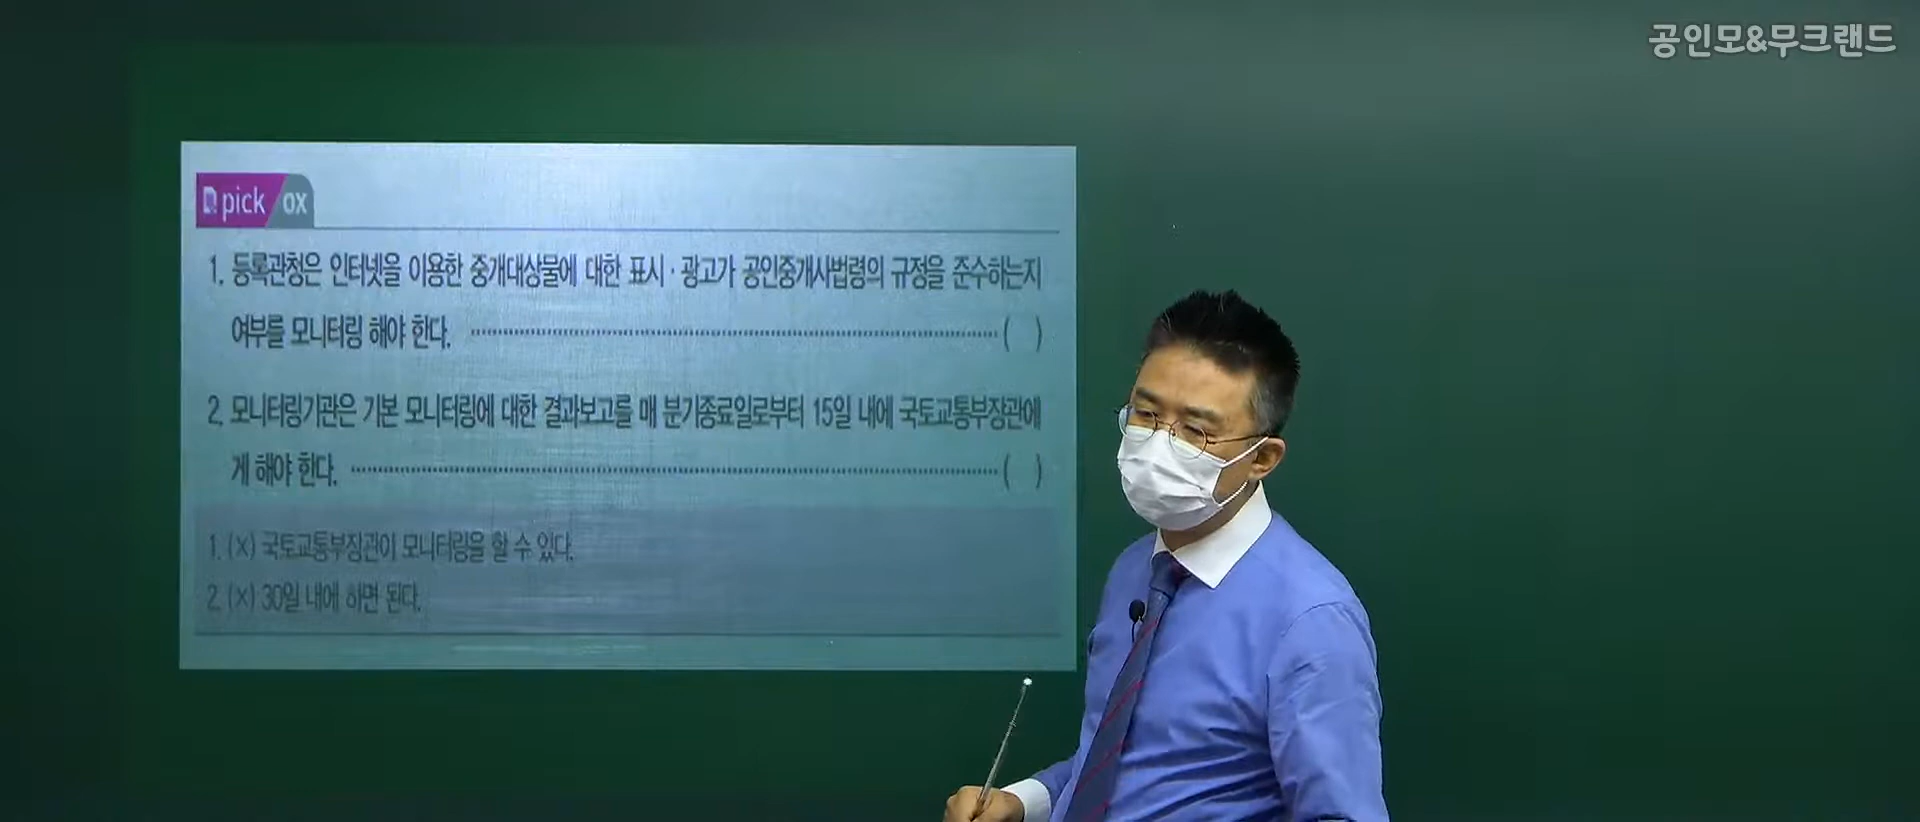 공인모&무크랜드
pick ox
1. 등록관청은 인터넷을 이용한 중개대상물에 대한 표시·광고가 공인중개사법령의 규정을 준수하는지
여부를 모니터링 해야 한다. ( )
2. 모니터링기관은 기본 모니터링에 대한 결과보고를 매 분기종료일로부터 15일 내에 국토교통부장관에
게 해야 한다. ( )
1. (×) 국토교통부장관이 모니터링을 할 수 있다.
2. (×) 30일 내에 하면 된다.